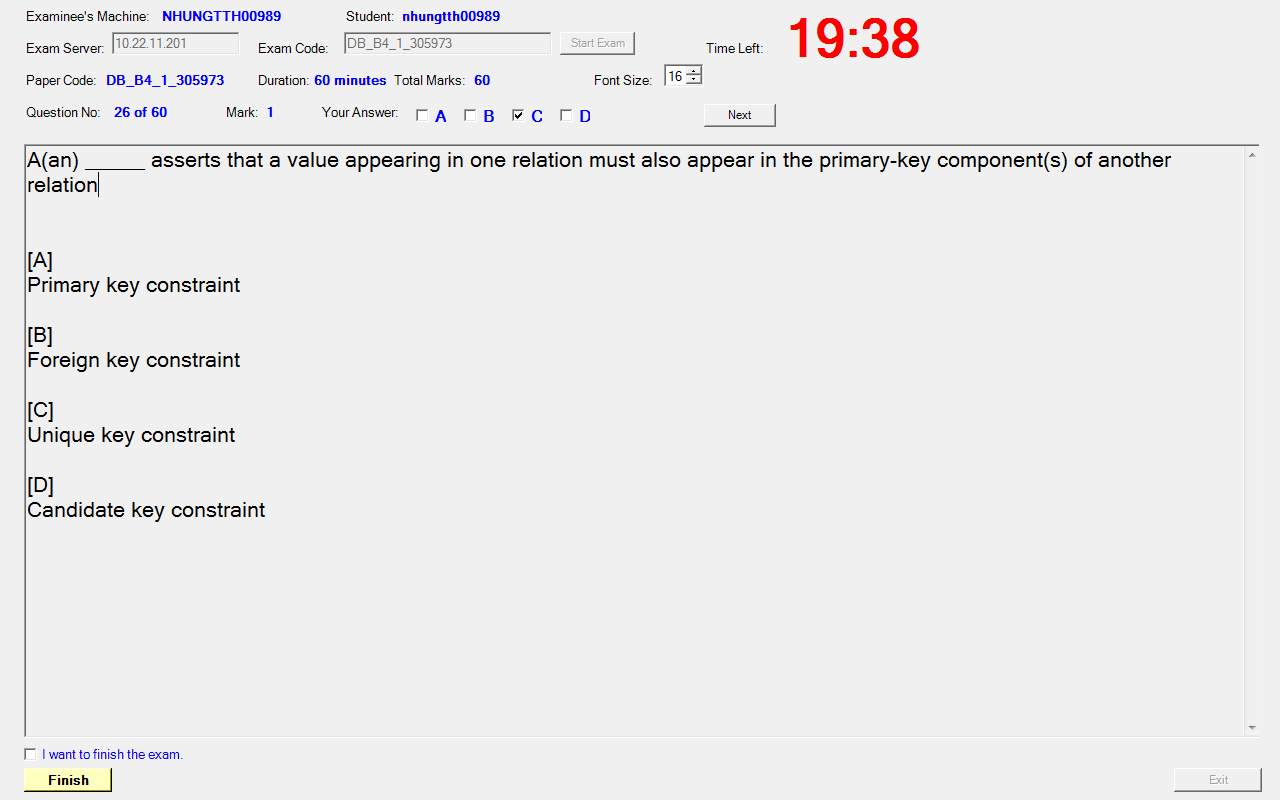 Examinee's Machine: NHUNGTTH00989 Student: nhungtth00989
Exam Server: 10.22.11.201 Exam Code: DB_B4_1_305973 Start Exam Time Left: 19:38
Paper Code: DB_B4_1_305973 Duration: 60 minutes Total Marks: 60 Font Size: 16
Question No: 26 of 60 Mark: 1 Your Answer: A B C D Next
A(an) _____ asserts that a value appearing in one relation must also appear in the primary-key component(s) of another
relation
[A]
Primary key constraint
[B]
Foreign key constraint
[C]
Unique key constraint
[D]
Candidate key constraint
I want to finish the exam.
Finish Exit